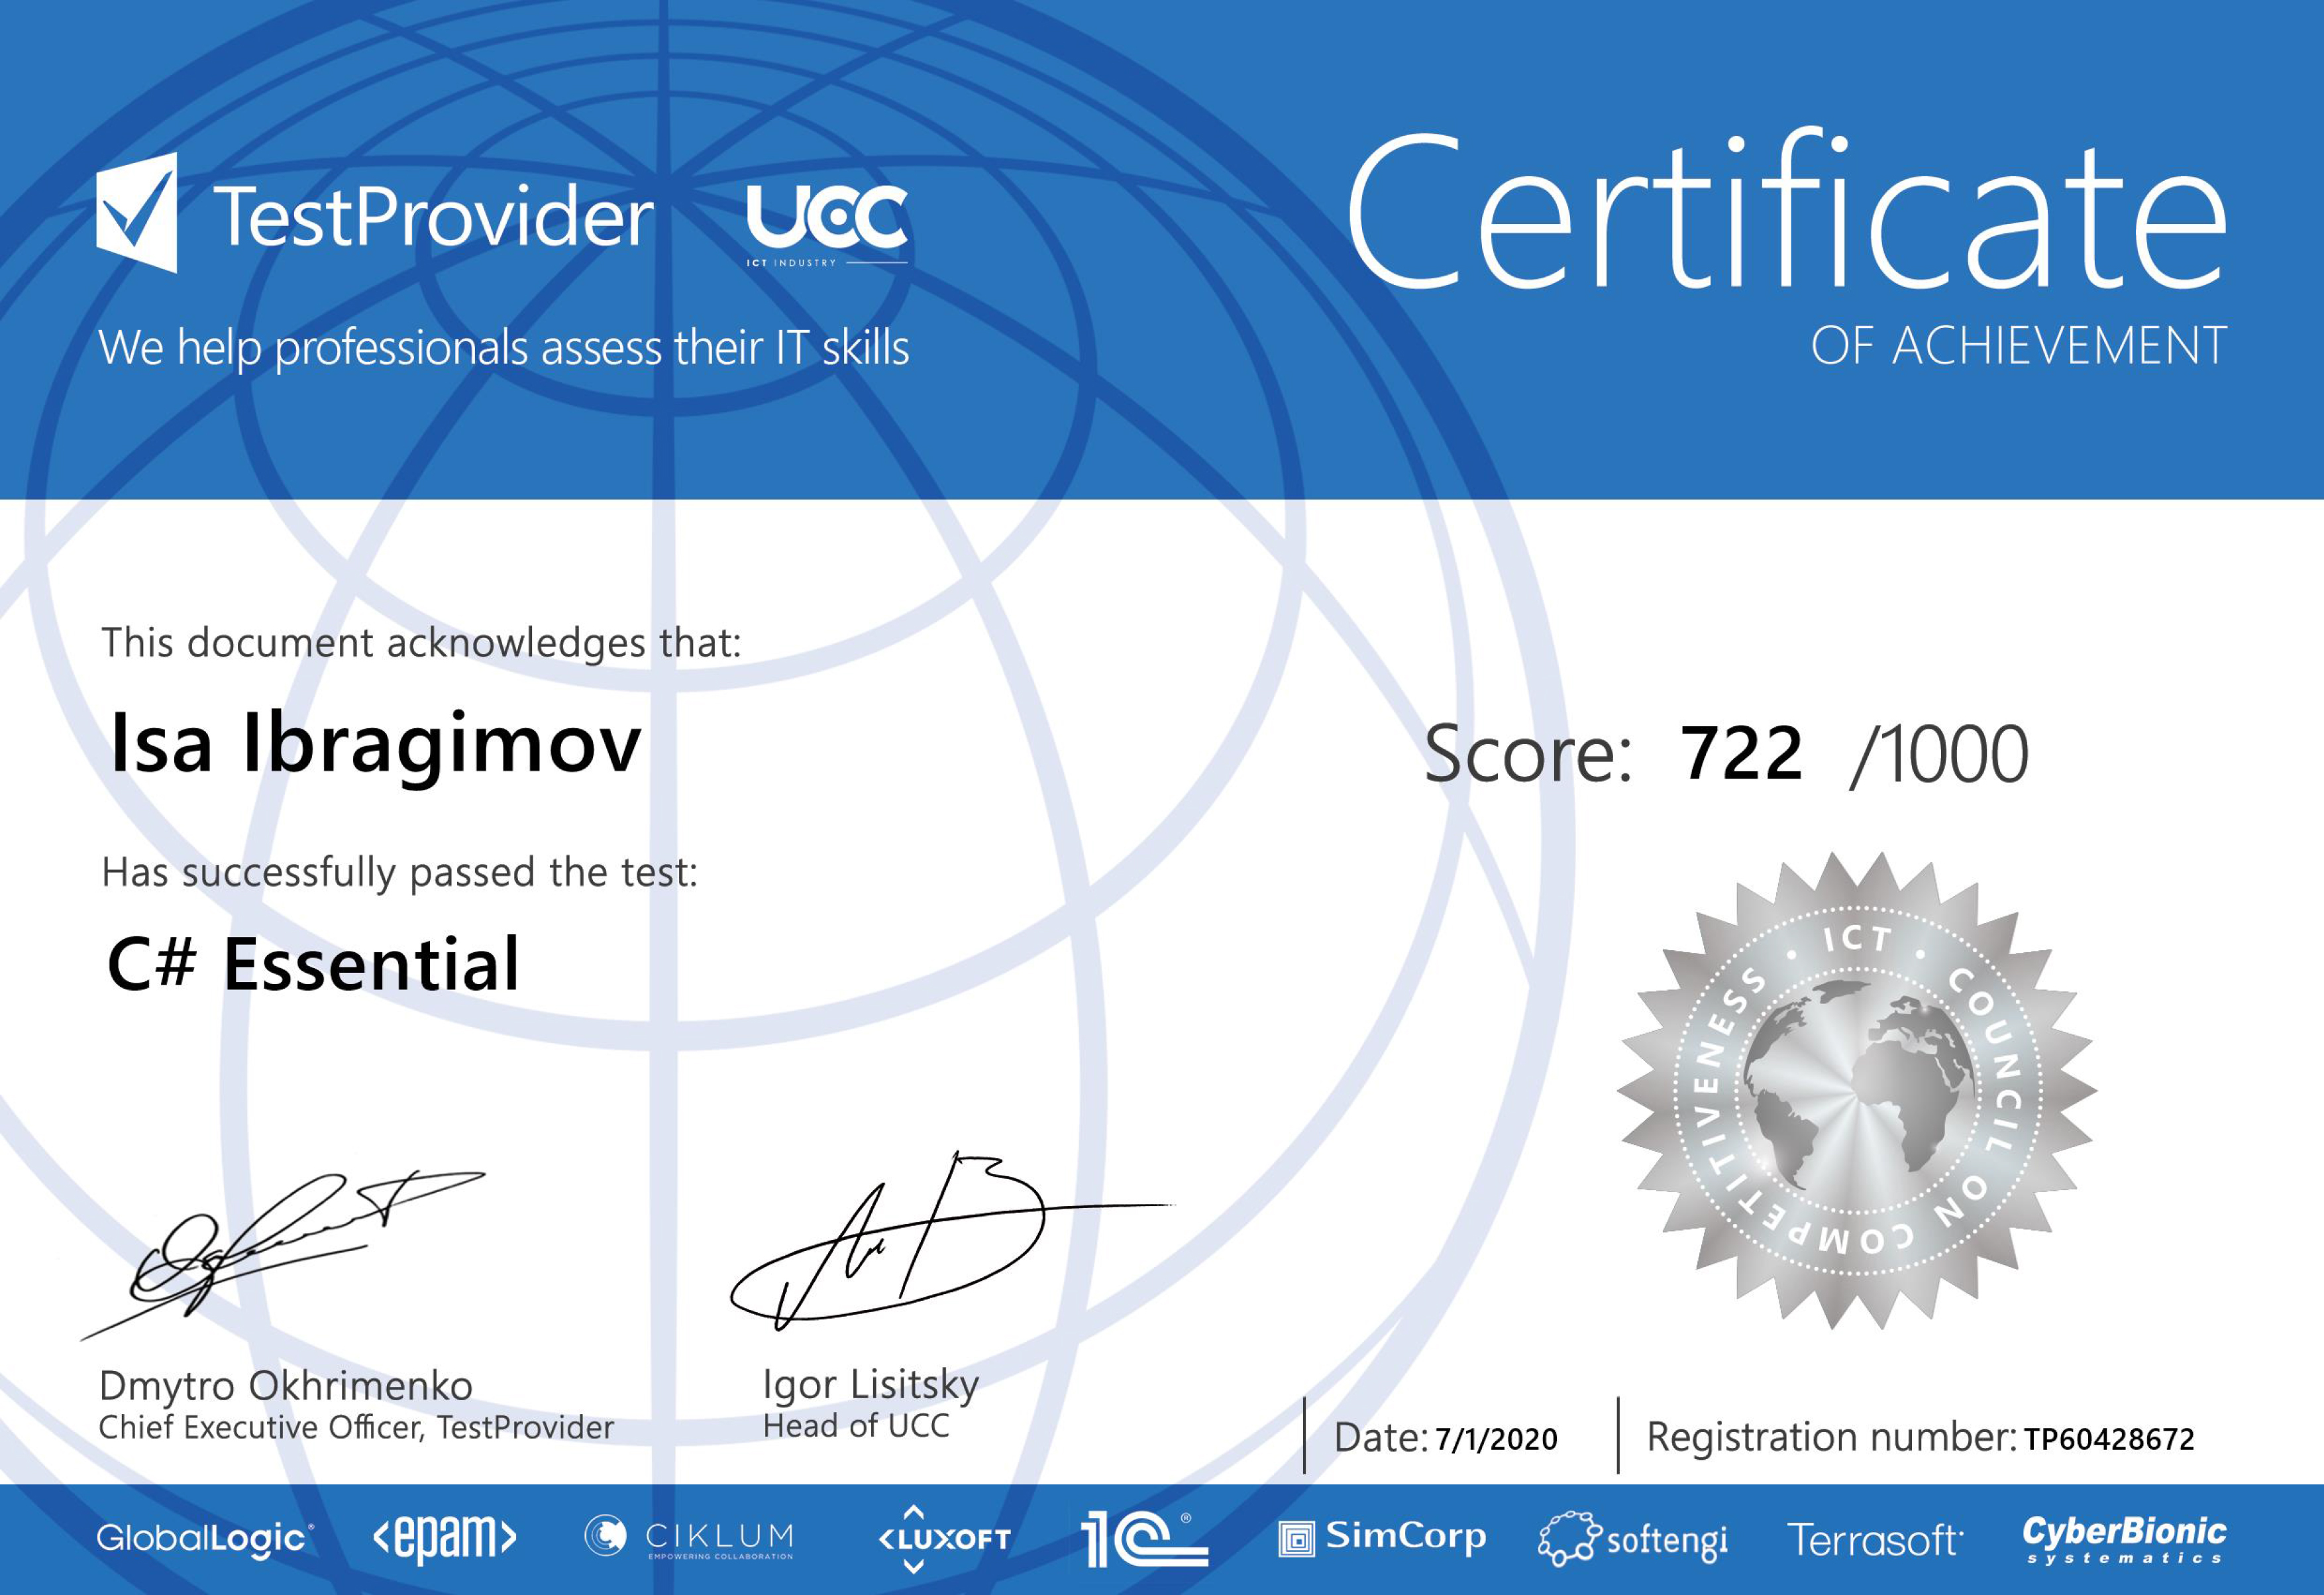 TestProvider
UCC
ICT INDUSTRY
We help professionals assess their IT skills
Certificate
OF ACHIEVEMENT
This document acknowledges that:
Isa Ibragimov
Score: 722 /1000
Has successfully passed the test:
C# Essential
ICT • COUNCIL ON COMPETITIVENESS •
Dmytro Okhrimenko
Chief Executive Officer, TestProvider
Igor Lisitsky
Head of UCC
Date: 7/1/2020
Registration number: TP60428672
GlobalLogic®
<epam>
CIKLUM
EMPOWERING COLLABORATION
<LUXOFT
1C®
SimCorp
softengi
Terrasoft
CyberBionic
systematics